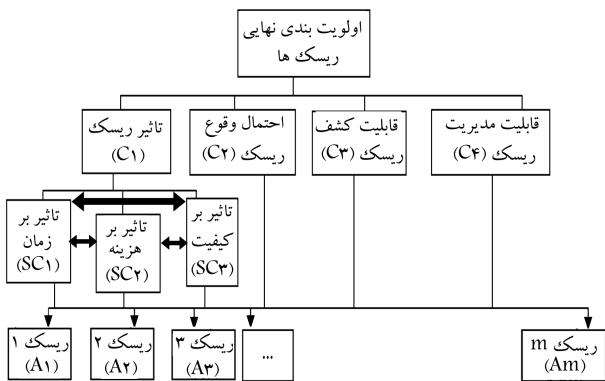 اولویت بندی نهایی
ریسک ها
تاثیر ریسک
(C۱)
احتمال وقوع
ریسک (C۲)
قابلیت کشف
ریسک (C۳)
قابلیت مدیریت
ریسک (C۴)
تاثیر بر
زمان
(SC۱)
تاثیر بر
هزینه
(SC۲)
تاثیر بر
کیفیت
(SC۳)
ریسک ۱
(A۱)
ریسک ۲
(A۲)
ریسک ۳
(A۳)
...
ریسک m
(Am)